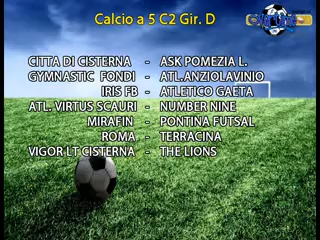 Calcio a 5 C2 Gir. D
CITTA DI CISTERNA - ASK POMEZIA L.
GYMNASTIC FONDI - ATL.ANZIOLAVINIO
IRIS FB - ATLETICO GAETA
ATL. VIRTUS SCAURI - NUMBER NINE
MIRAFIN - PONTINA FUTSAL
ROMA - TERRACINA
VIGOR LT CISTERNA - THE LIONS